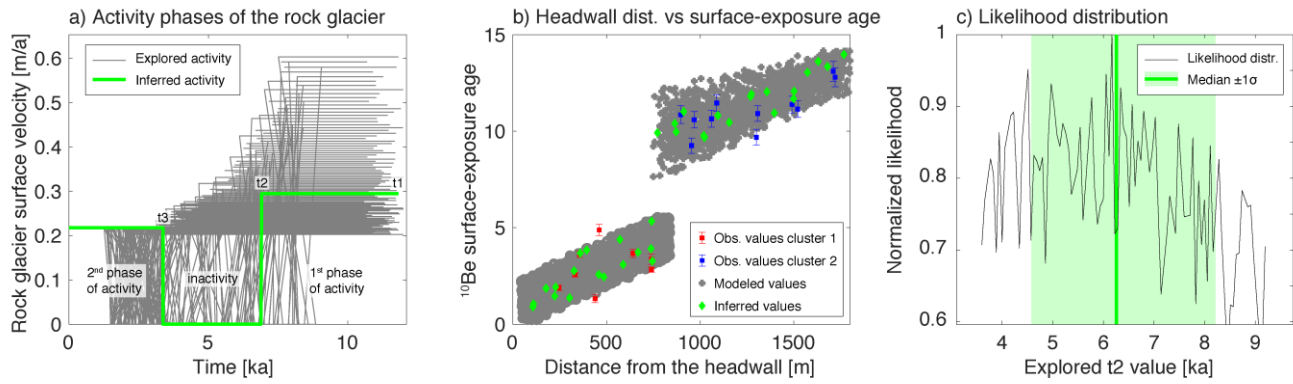 a) Activity phases of the rock glacier
Rock glacier surface velocity [m/a]
0.6
0.5
0.4
0.3
0.2
0.1
0
Explored activity
Inferred activity
t3
t2
t1
2nd phase
of activity
inactivity
1st phase
of activity
0
5
10
Time [ka]
b) Headwall dist. vs surface-exposure age
10Be surface-exposure age
15
10
5
0
Obs. values cluster 1
Obs. values cluster 2
Modeled values
Inferred values
0
500
1000
1500
Distance from the headwall [m]
c) Likelihood distribution
Normalized likelihood
1
0.9
0.8
0.7
0.6
Likelihood distr.
Median ±1σ
4
5
6
7
8
9
Explored t2 value [ka]